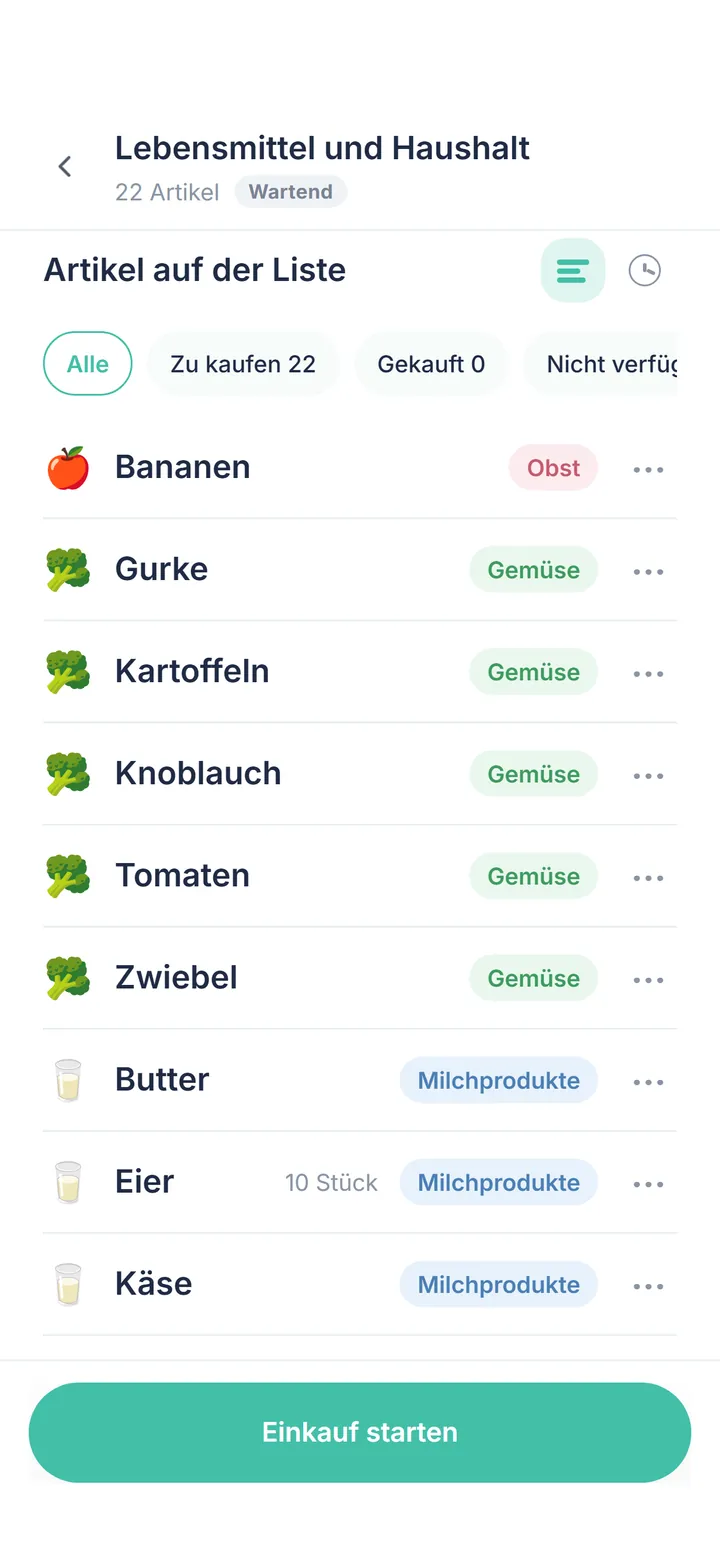 Lebensmittel und Haushalt
22 Artikel Wartend
Artikel auf der Liste
Alle Zu kaufen 22 Gekauft 0 Nicht verfüg
Bananen Obst
Gurke Gemüse
Kartoffeln Gemüse
Knoblauch Gemüse
Tomaten Gemüse
Zwiebel Gemüse
Butter Milchprodukte
Eier 10 Stück Milchprodukte
Käse Milchprodukte
Einkauf starten